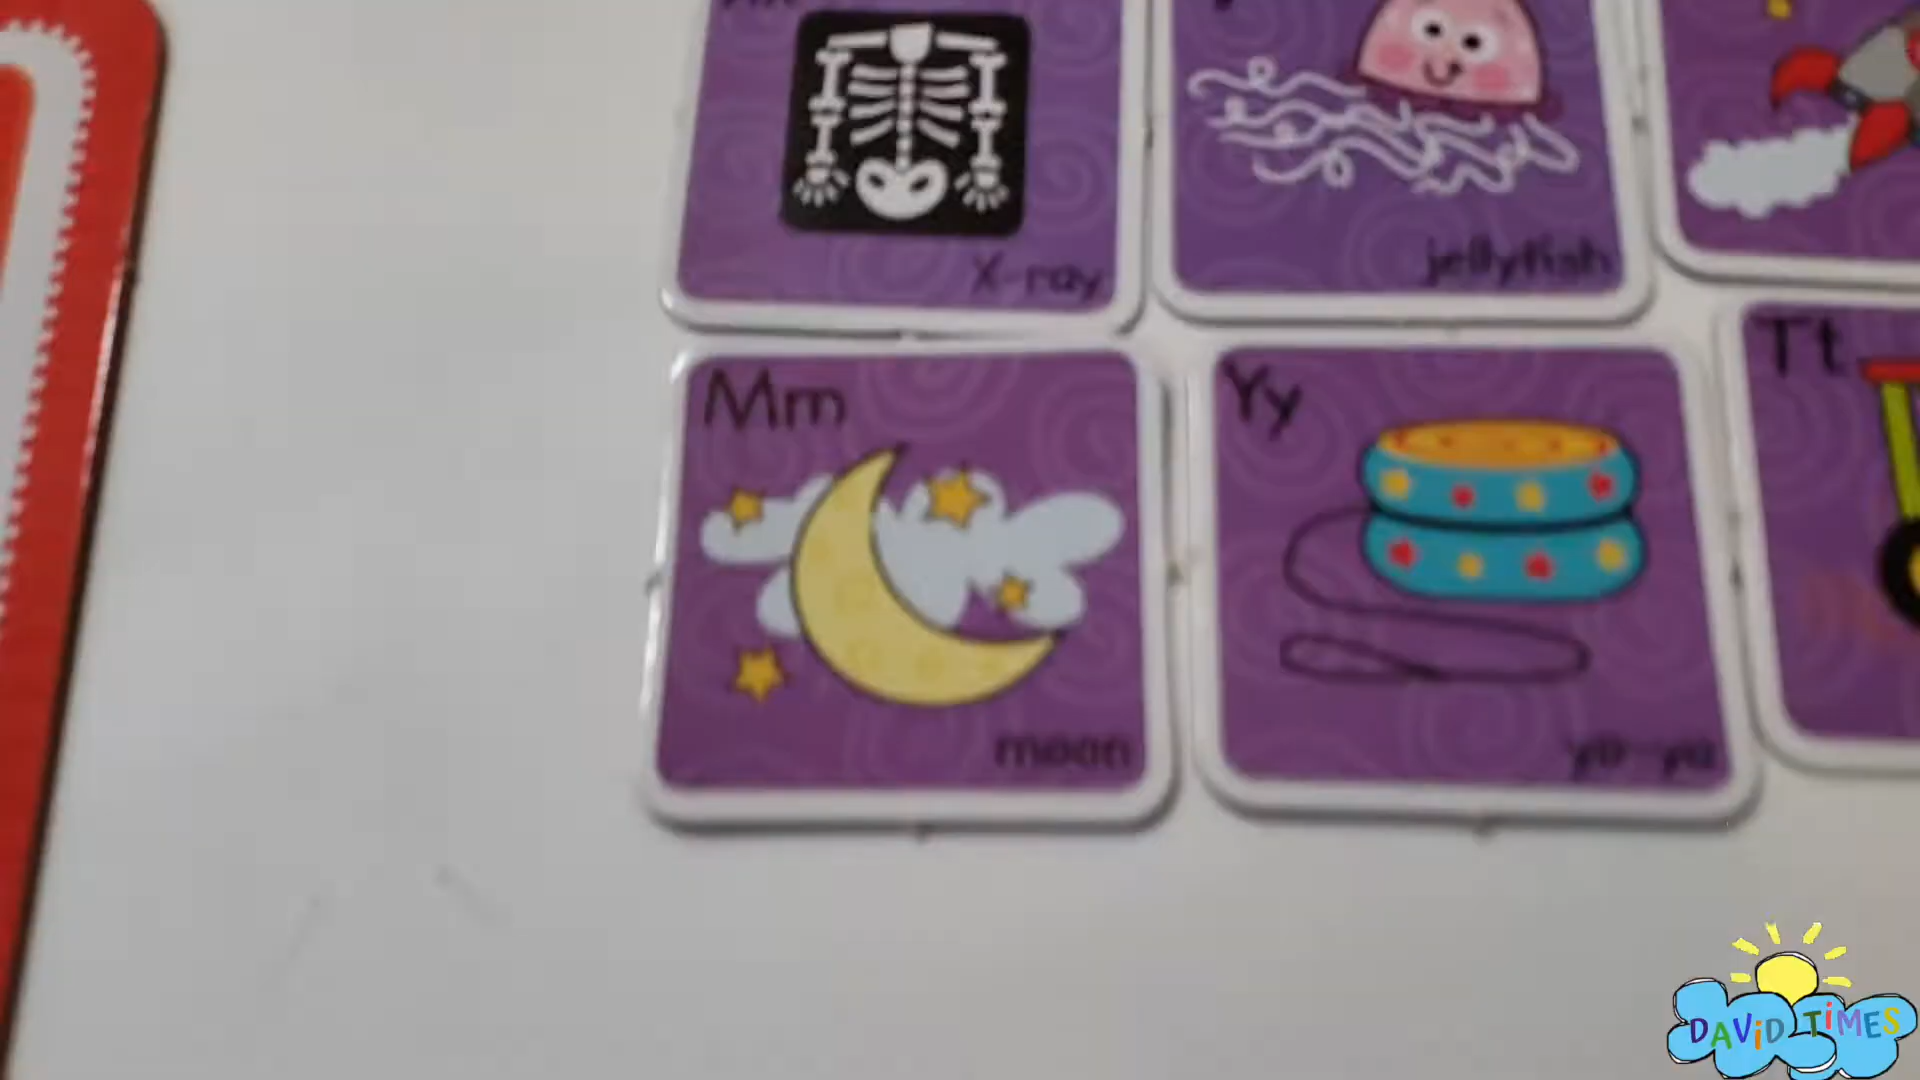 X-ray
jellyfish
Mm
moon
Yy
yo-yo
Tt
DAViD TiMES